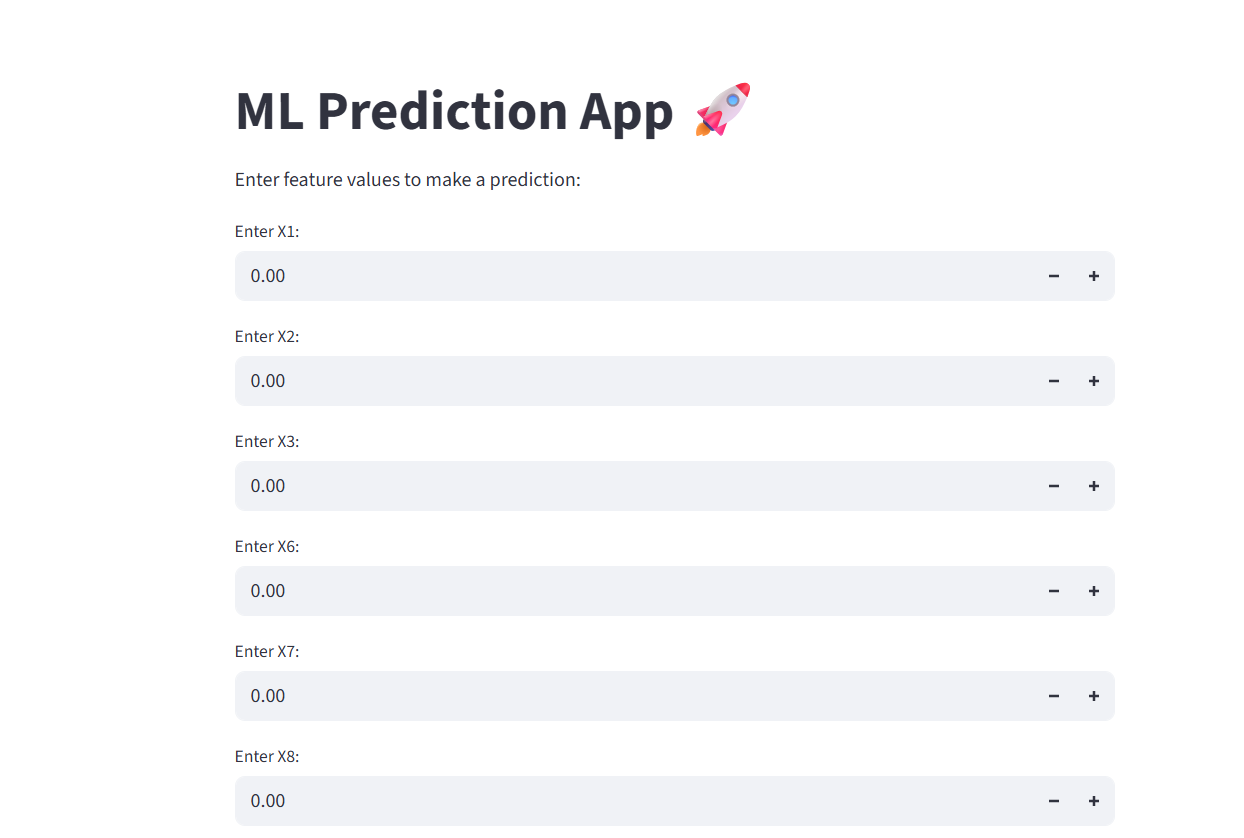 ML Prediction App 🚀
Enter feature values to make a prediction:
Enter X1:
0.00 − +
Enter X2:
0.00 − +
Enter X3:
0.00 − +
Enter X6:
0.00 − +
Enter X7:
0.00 − +
Enter X8:
0.00 − +